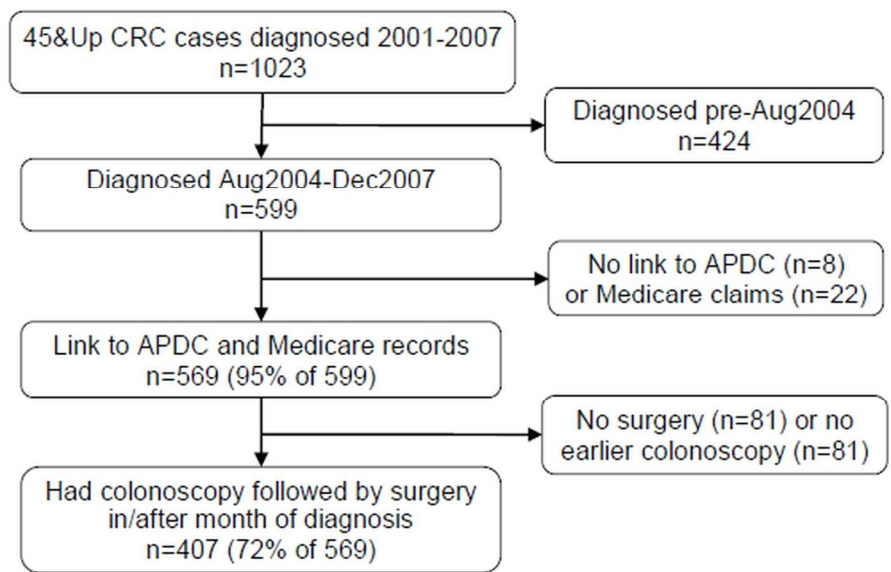 45&Up CRC cases diagnosed 2001-2007
n=1023
Diagnosed pre-Aug2004
n=424
Diagnosed Aug2004-Dec2007
n=599
No link to APDC (n=8)
or Medicare claims (n=22)
Link to APDC and Medicare records
n=569 (95% of 599)
No surgery (n=81) or no
earlier colonoscopy (n=81)
Had colonoscopy followed by surgery
in/after month of diagnosis
n=407 (72% of 569)